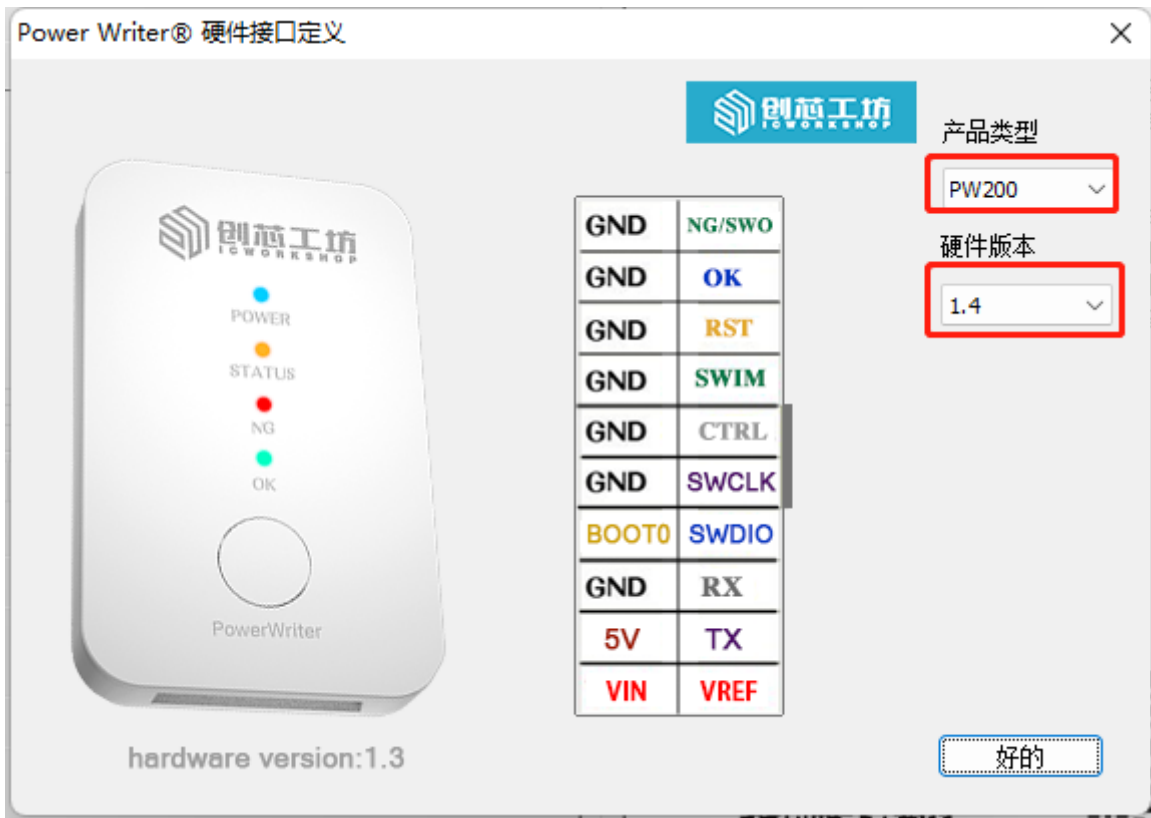 Power Writer® 硬件接口定义
创芯工坊
ICWORKSHOP
产品类型
PW200
硬件版本
1.4
创芯工坊
ICWORKSHOP
POWER
STATUS
NG
OK
PowerWriter
hardware version:1.3
GND NG/SWO
GND OK
GND RST
GND SWIM
GND CTRL
GND SWCLK
BOOT0 SWDIO
GND RX
5V TX
VIN VREF
好的